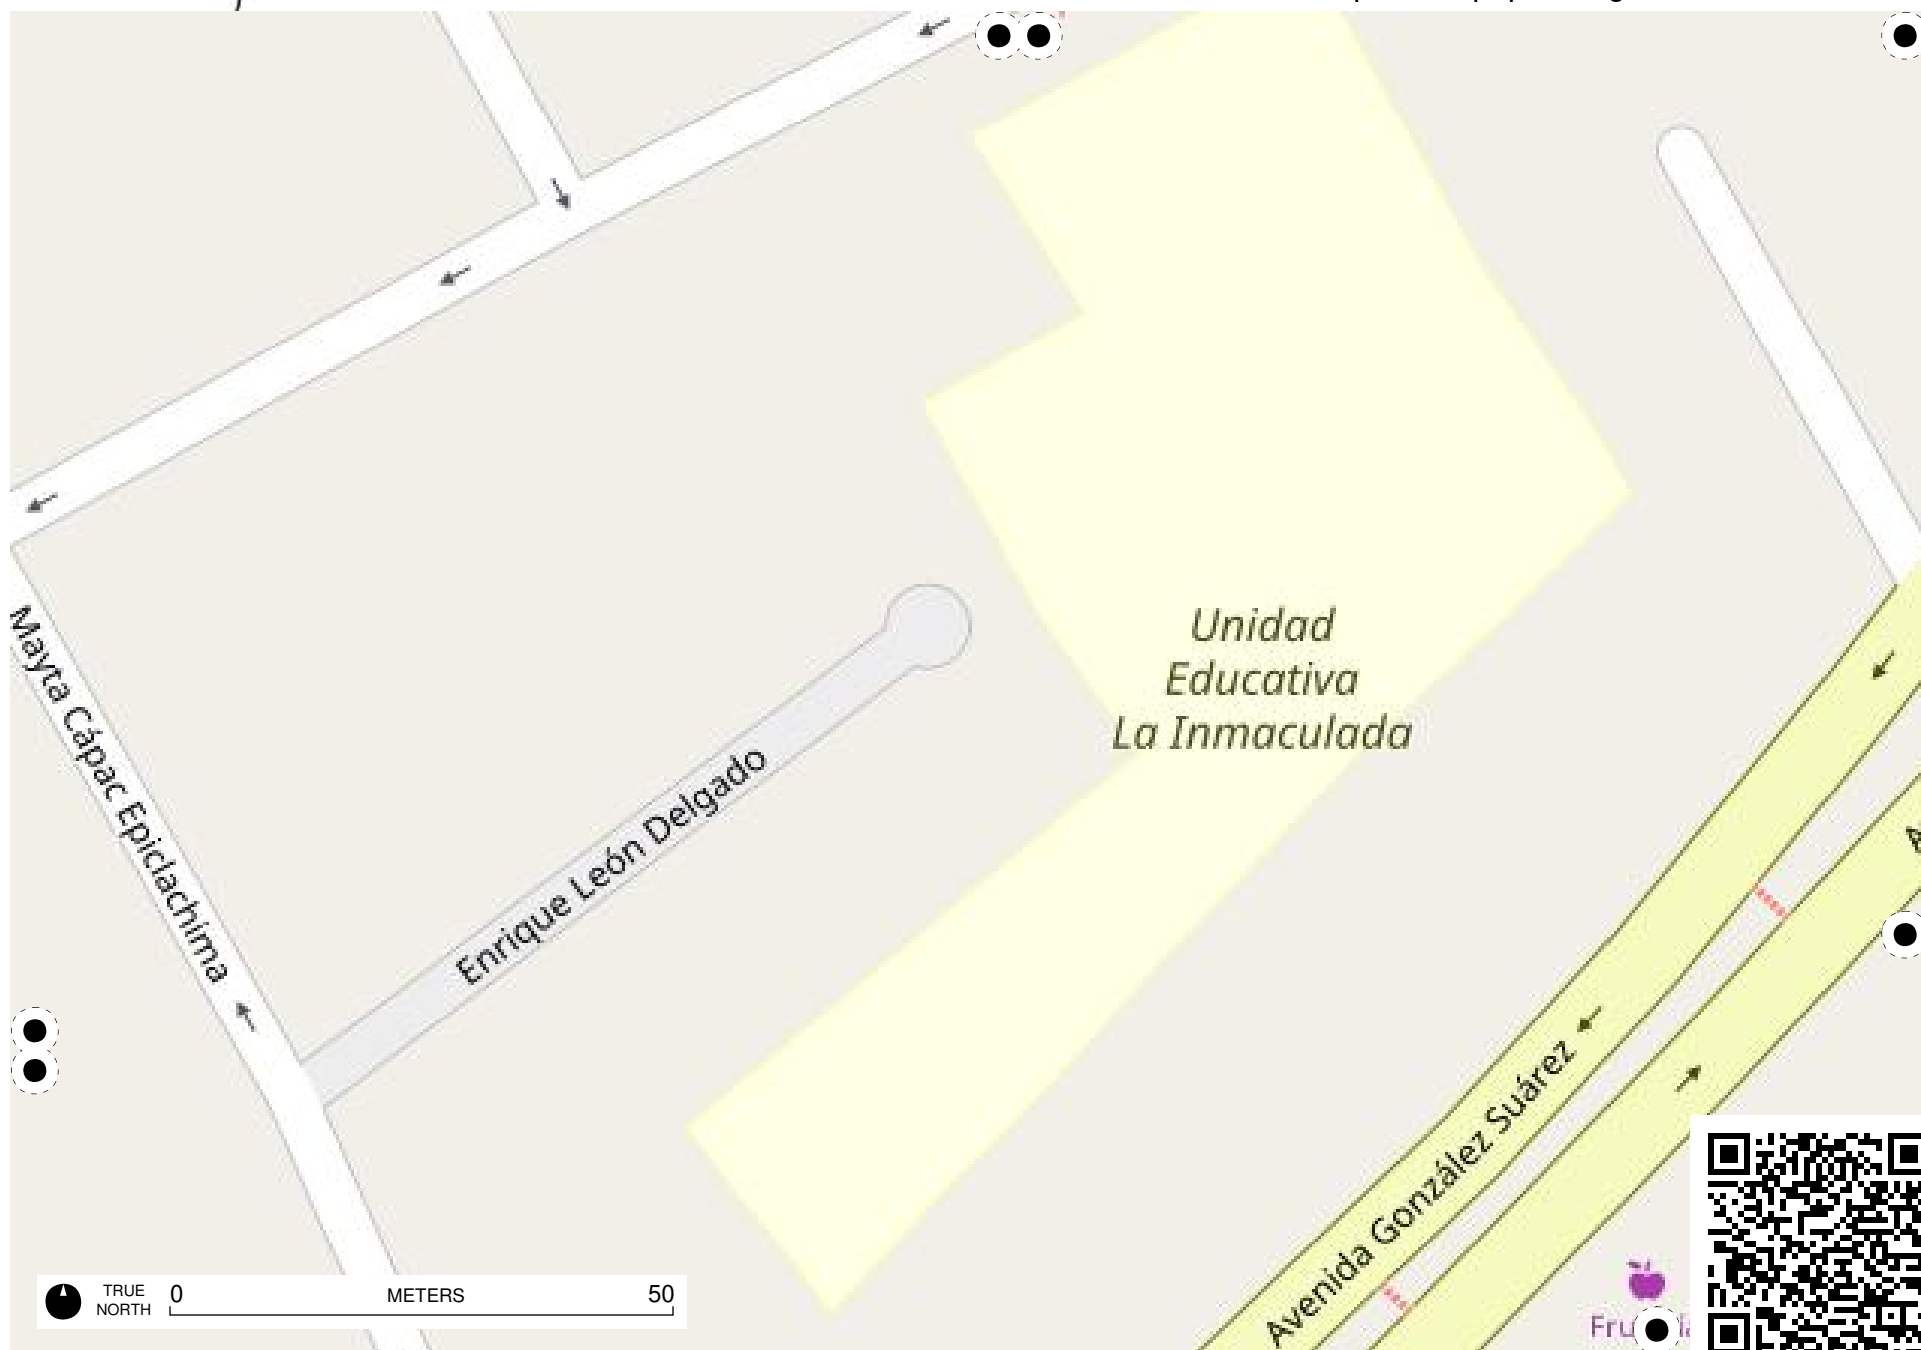 Unidad
Educativa
La Inmaculada
Mayta Cápac Epiclachima
Enrique León Delgado
Avenida González Suárez
TRUE
NORTH
0 METERS 50